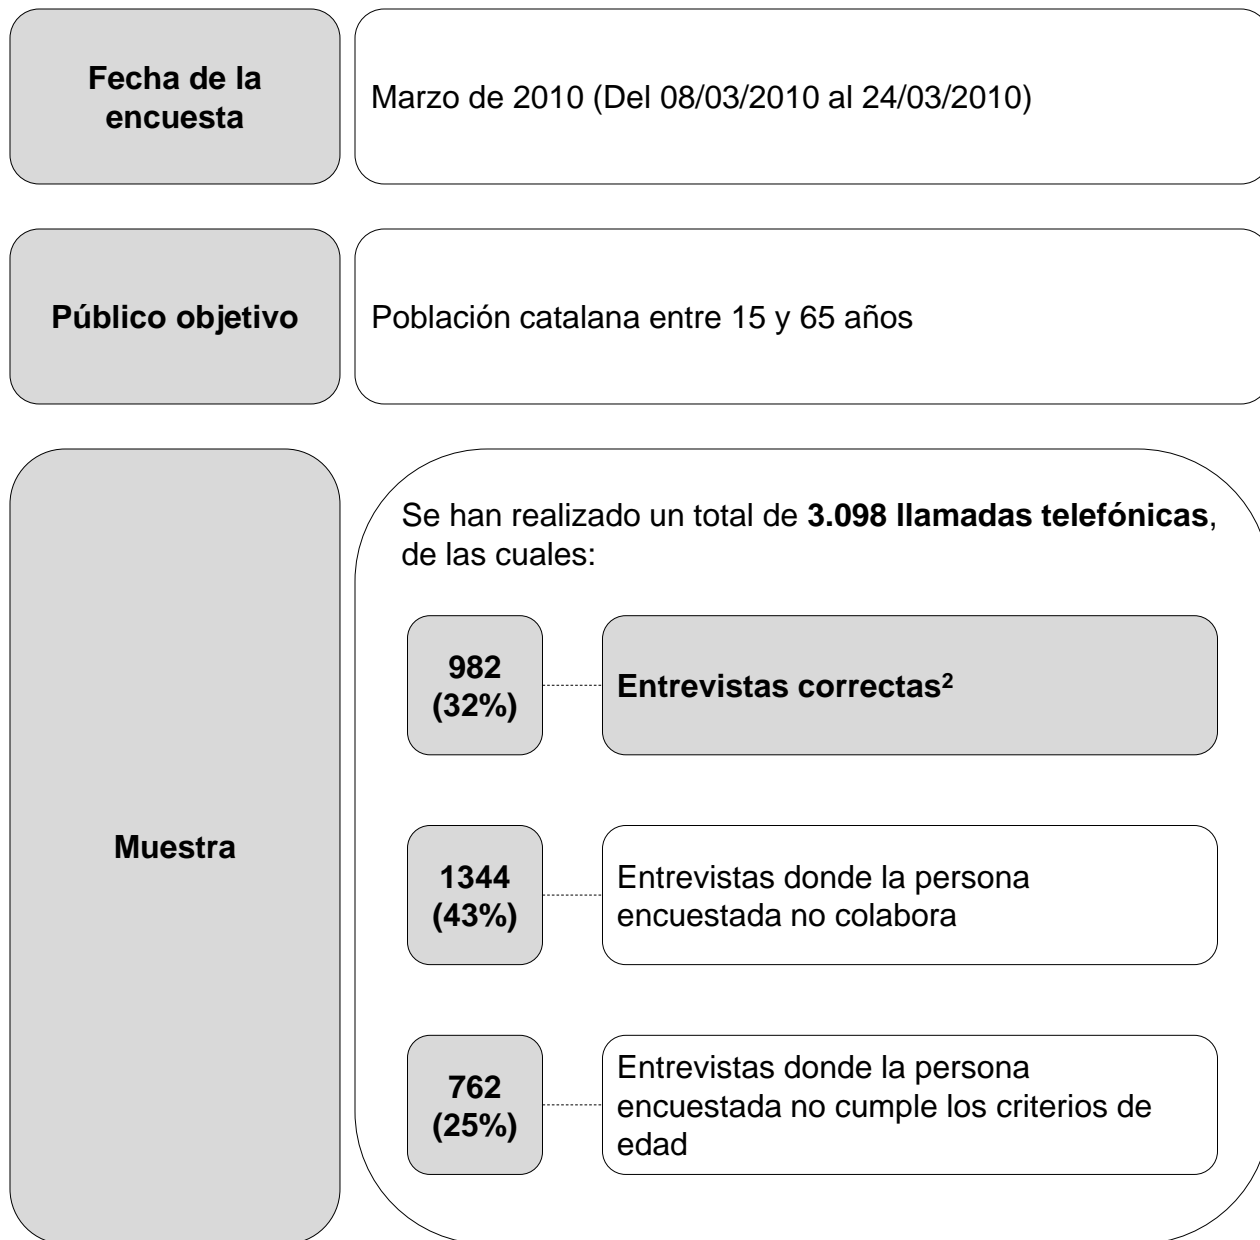 Fecha de la
encuesta
Marzo de 2010 (Del 08/03/2010 al 24/03/2010)
Público objetivo
Población catalana entre 15 y 65 años
Muestra
Se han realizado un total de 3.098 llamadas telefónicas,
de las cuales:
982
(32%)
Entrevistas correctas²
1344
(43%)
Entrevistas donde la persona
encuestada no colabora
762
(25%)
Entrevistas donde la persona
encuestada no cumple los criterios de
edad